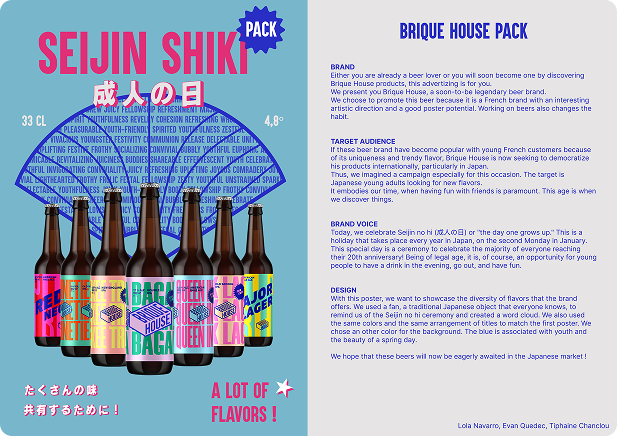 SEIJIN SHIKI
PACK
成人の日
33 CL
4,8°
HOUSE
たくさんの味
共有するために！
A LOT OF
FLAVORS !
BRIQUE HOUSE PACK
BRAND
Either you are already a beer lover or you will soon become one by discovering
Brique House products, this advertizing is for you.
We present you Brique House, a soon-to-be legendary beer brand.
We choose to promote this beer because it is a French brand with an interesting
artistic direction and a good poster potential. Working on beers also changes the
habit.
TARGET AUDIENCE
If these beer brand have become popular with young French customers because
of its uniqueness and trendy flavor, Brique House is now seeking to democratize
his products internationally, particularly in Japan.
Thus, we imagined a campaign especially for this occasion. The target is
Japanese young adults looking for new flavors.
It embodies our time, when having fun with friends is paramount. This age is when
we discover things.
BRAND VOICE
Today, we celebrate Seijin no hi (成人の日) or "the day one grows up." This is a
holiday that takes place every year in Japan, on the second Monday in January.
This special day is a ceremony to celebrate the majority of everyone reaching
their 20th anniversary! Being of legal age, it is, of course, an opportunity for young
people to have a drink in the evening, go out, and have fun.
DESIGN
With this poster, we want to showcase the diversity of flavors that the brand
offers. We used a fan, a traditional Japanese object that everyone knows, to
remind us of the Seijin no hi ceremony and created a word cloud. We also used
the same colors and the same arrangement of titles to match the first poster. We
chose an other color for the background. The blue is associated with youth and
the beauty of a spring day.
We hope that these beers will now be eagerly awaited in the Japanese market !
Lola Navarro, Evan Quedec, Tiphaine Chanclou